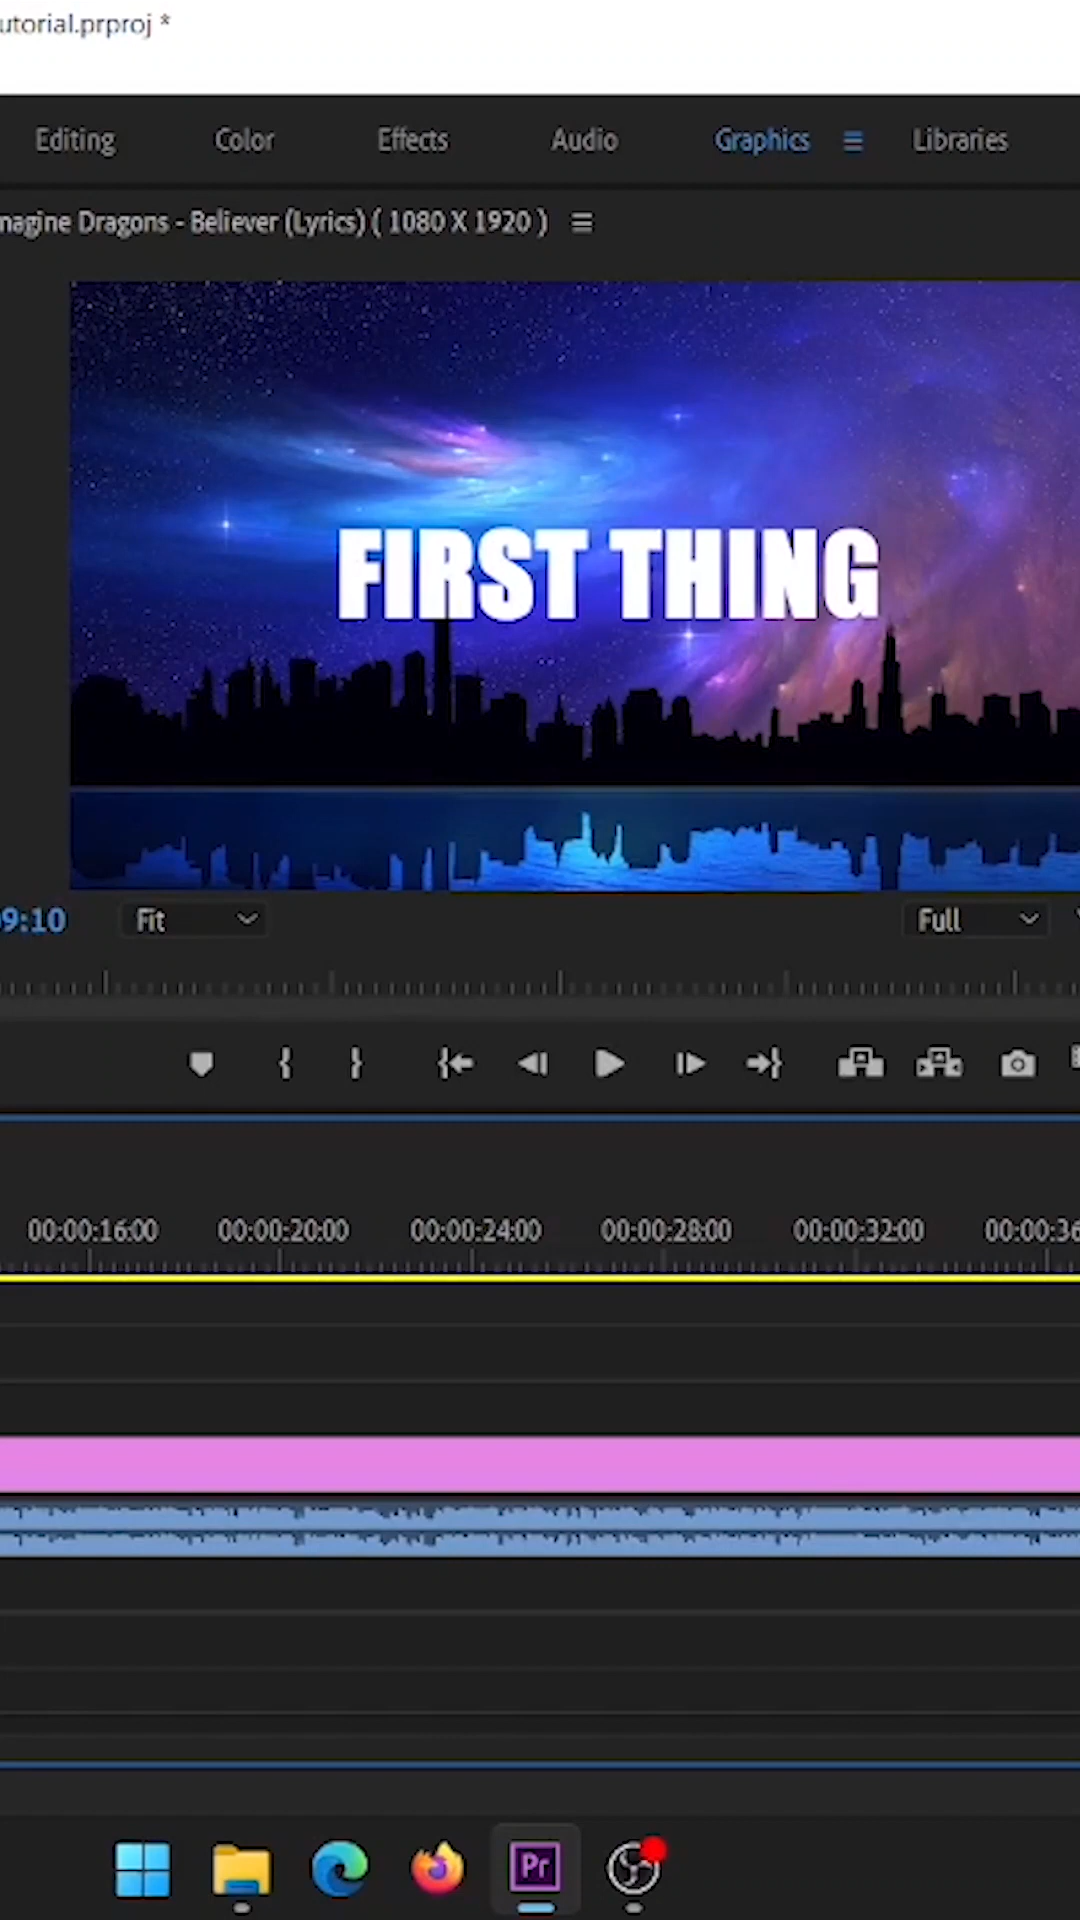 utorial.prproj *
Editing Color Effects Audio Graphics Libraries
magine Dragons - Believer (Lyrics) ( 1080 X 1920 )
FIRST THING
9:10 Fit Full
00:00:16:00 00:00:20:00 00:00:24:00 00:00:28:00 00:00:32:00 00:00:36
Pr